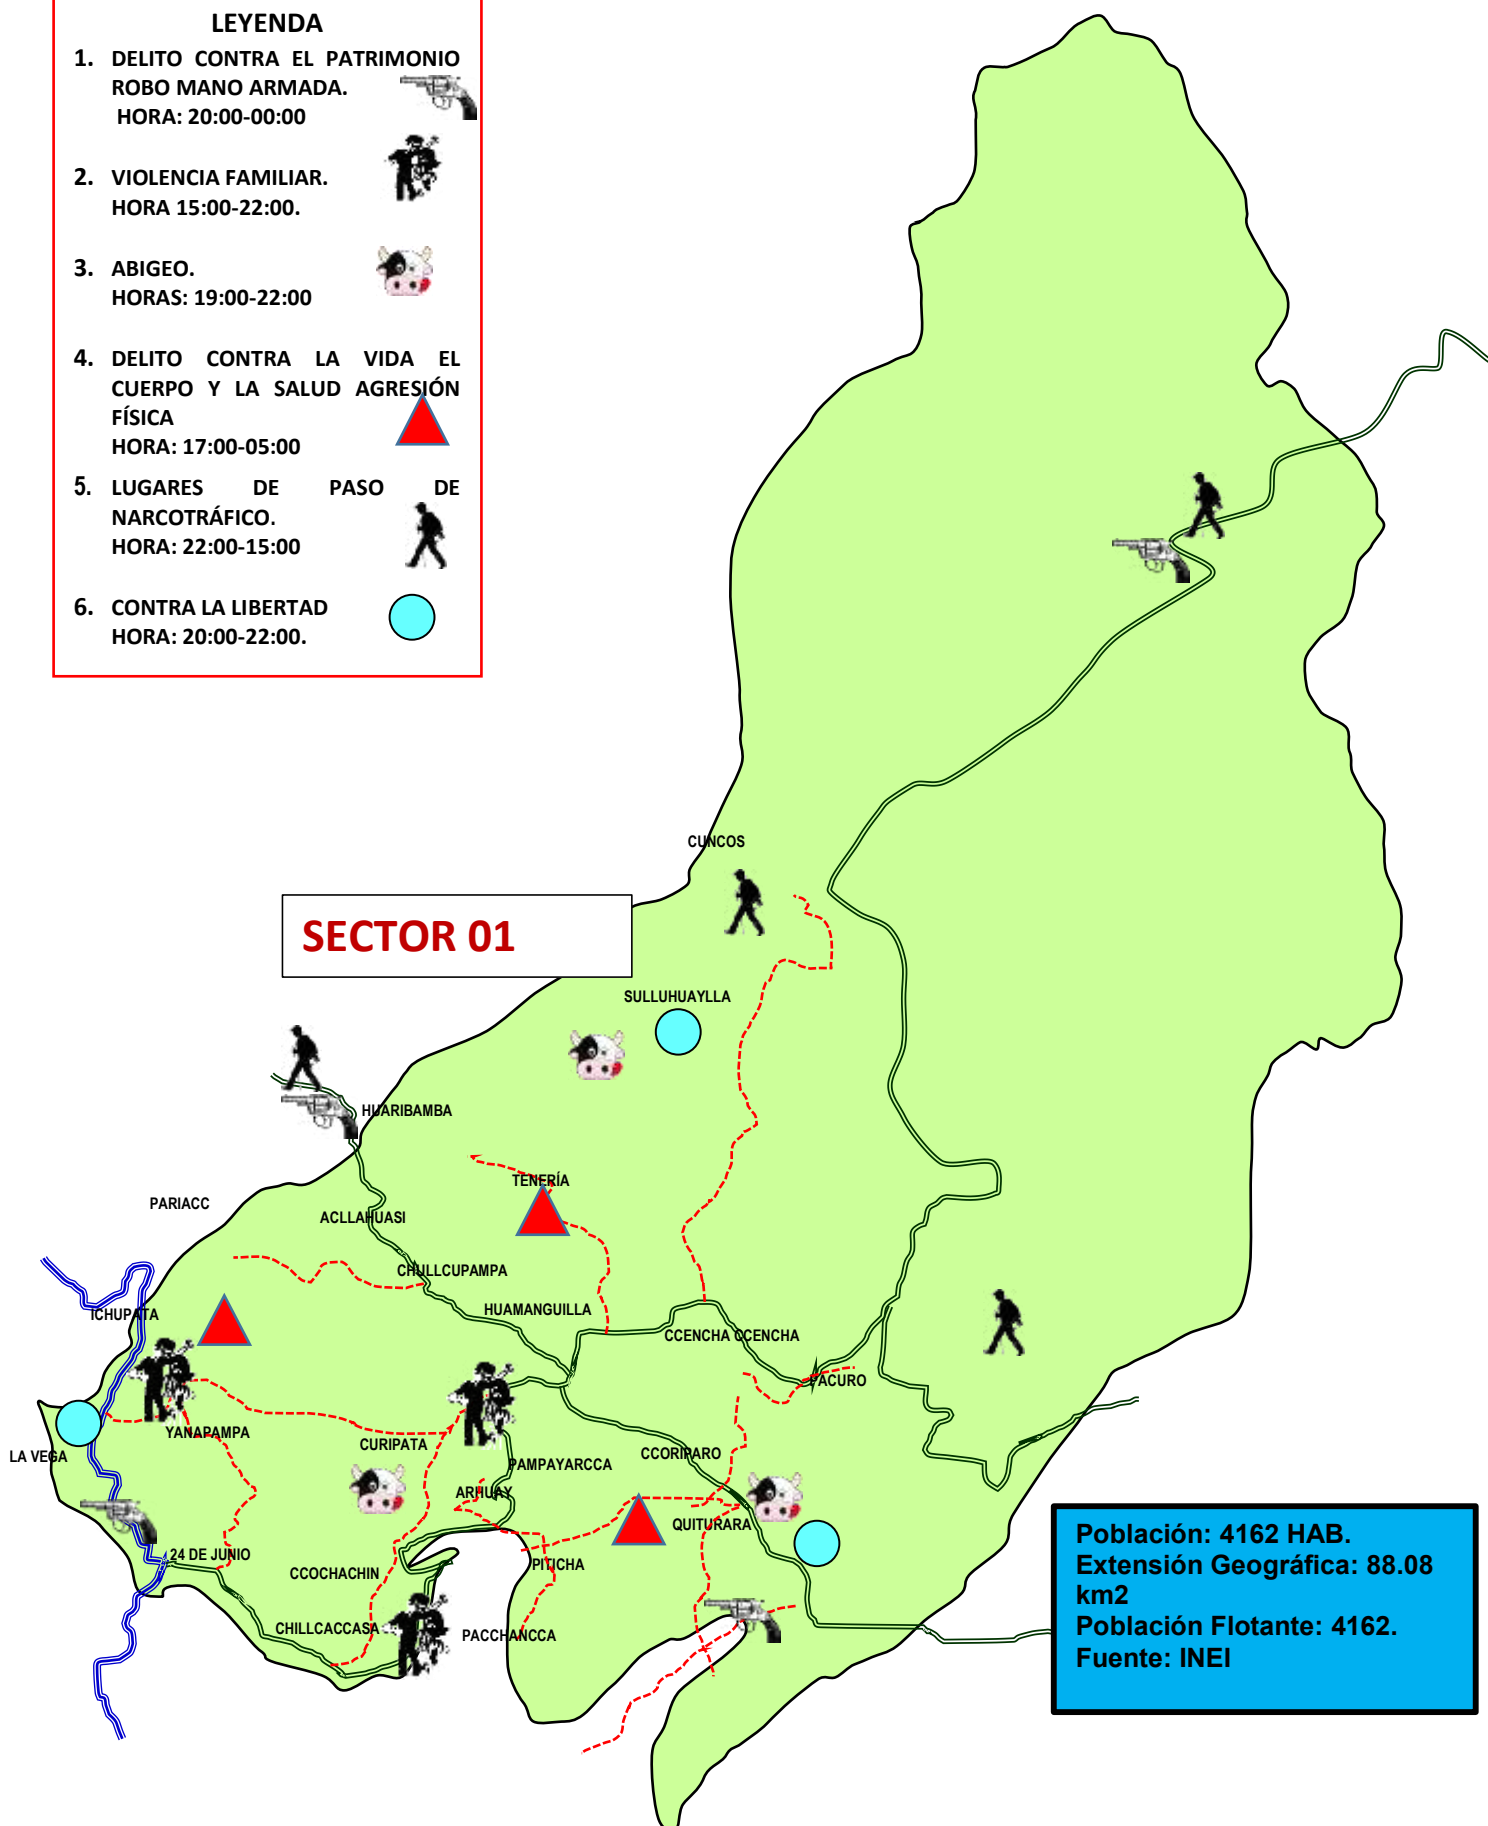 LEYENDA
1. DELITO CONTRA EL PATRIMONIO
ROBO MANO ARMADA.
HORA: 20:00-00:00
2. VIOLENCIA FAMILIAR.
HORA 15:00-22:00.
3. ABIGEO.
HORAS: 19:00-22:00
4. DELITO CONTRA LA VIDA EL
CUERPO Y LA SALUD AGRESIÓN
FÍSICA
HORA: 17:00-05:00
5. LUGARES DE PASO DE
NARCOTRÁFICO.
HORA: 22:00-15:00
6. CONTRA LA LIBERTAD
HORA: 20:00-22:00.
CUNCOS
SECTOR 01
SULLUHUAYLLA
HUARIBAMBA
TENERÍA
PARIACC
ACLLAHUASI
CHULLCUPAMPA
ICHUPATA
HUAMANGUILLA
CCENCHA CCENCHA
PACURO
YANAPAMPA
CURIPATA
LA VEGA
CCORIPARO
PAMPAYARCCA
ARHUAY
QUITURARA
24 DE JUNIO
PITICHA
CCOCHACHIN
CHILLCACCASA
PACCHANCCA
Población: 4162 HAB.
Extensión Geográfica: 88.08
km2
Población Flotante: 4162.
Fuente: INEI